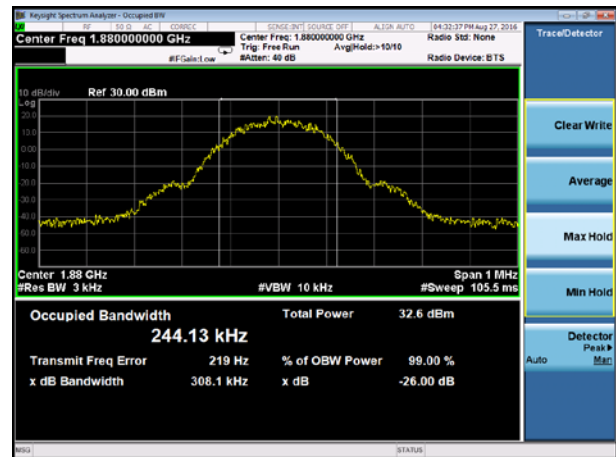 Keysight Spectrum Analyzer - Occupied BW
RF 50 Ω AC CORREC SENSE:INT SOURCE OFF ALIGN AUTO 04:32:37 PM Aug 27, 2016
Center Freq 1.880000000 GHz
Center Freq: 1.880000000 GHz
Radio Std: None
Trig: Free Run Avg|Hold:>10/10
#IFGain:Low #Atten: 40 dB Radio Device: BTS
10 dB/div Ref 30.00 dBm
Log
20.0
10.0
0.00
-10.0
-20.0
-30.0
-40.0
-50.0
-60.0
Center 1.88 GHz Span 1 MHz
#Res BW 3 kHz #VBW 10 kHz #Sweep 105.5 ms
Occupied Bandwidth Total Power 32.6 dBm
244.13 kHz
Transmit Freq Error 219 Hz % of OBW Power 99.00 %
x dB Bandwidth 308.1 kHz x dB -26.00 dB
MSG STATUS
Trace/Detector
Clear Write
Average
Max Hold
Min Hold
Detector
Peak▶
Auto Man